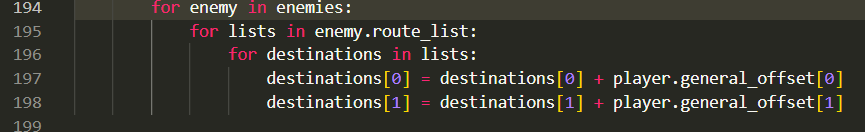 194 for enemy in enemies:
195 for lists in enemy.route_list:
196 for destinations in lists:
197 destinations[0] = destinations[0] + player.general_offset[0]
198 destinations[1] = destinations[1] + player.general_offset[1]
199